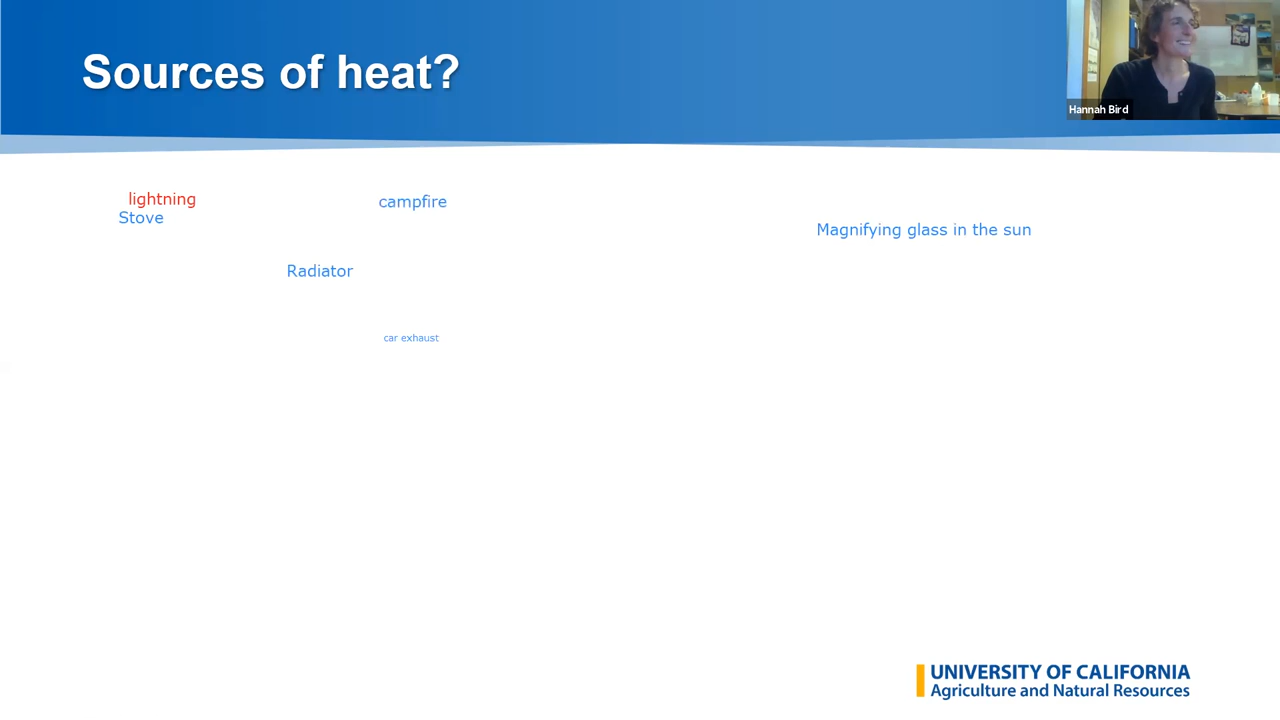 Sources of heat?
Hannah Bird
lightning
Stove
campfire
Magnifying glass in the sun
Radiator
car exhaust
UNIVERSITY OF CALIFORNIA
Agriculture and Natural Resources